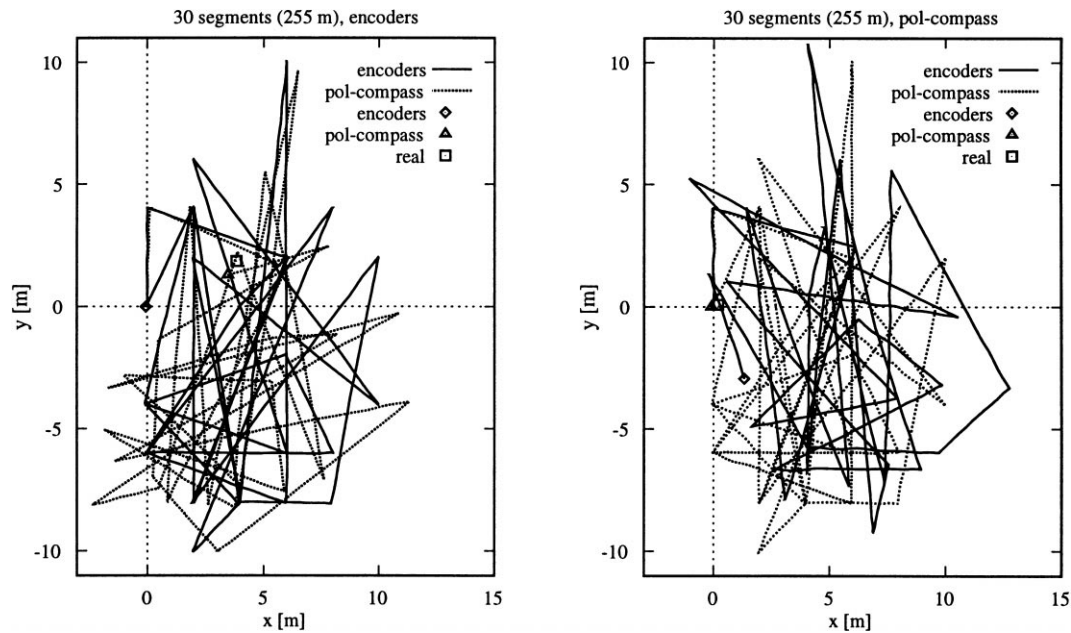 30 segments (255 m), encoders
10
5
0
-5
-10
y [m]
encoders
pol-compass
encoders
pol-compass
real
0
5
10
15
x [m]
30 segments (255 m), pol-compass
10
5
0
-5
-10
y [m]
encoders
pol-compass
encoders
pol-compass
real
0
5
10
15
x [m]